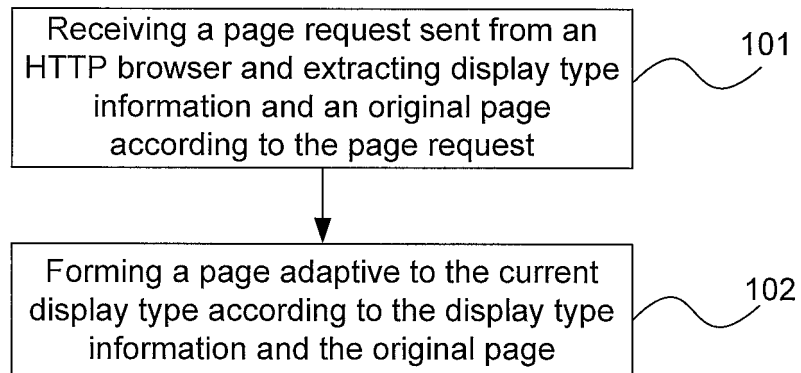 Receiving a page request sent from an
HTTP browser and extracting display type
information and an original page
according to the page request
101
Forming a page adaptive to the current
display type according to the display type
information and the original page
102